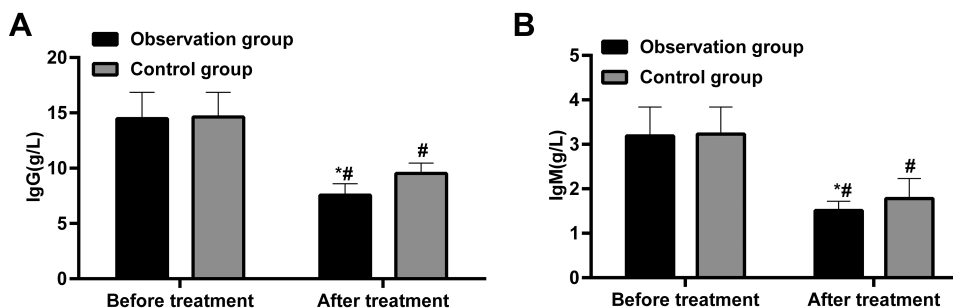 A
Observation group
Control group
IgG(g/L)
20
15
10
5
0
*#
#
Before treatment
After treatment
B
Observation group
Control group
IgM(g/L)
5
4
3
2
1
0
*#
#
Before treatment
After treatment